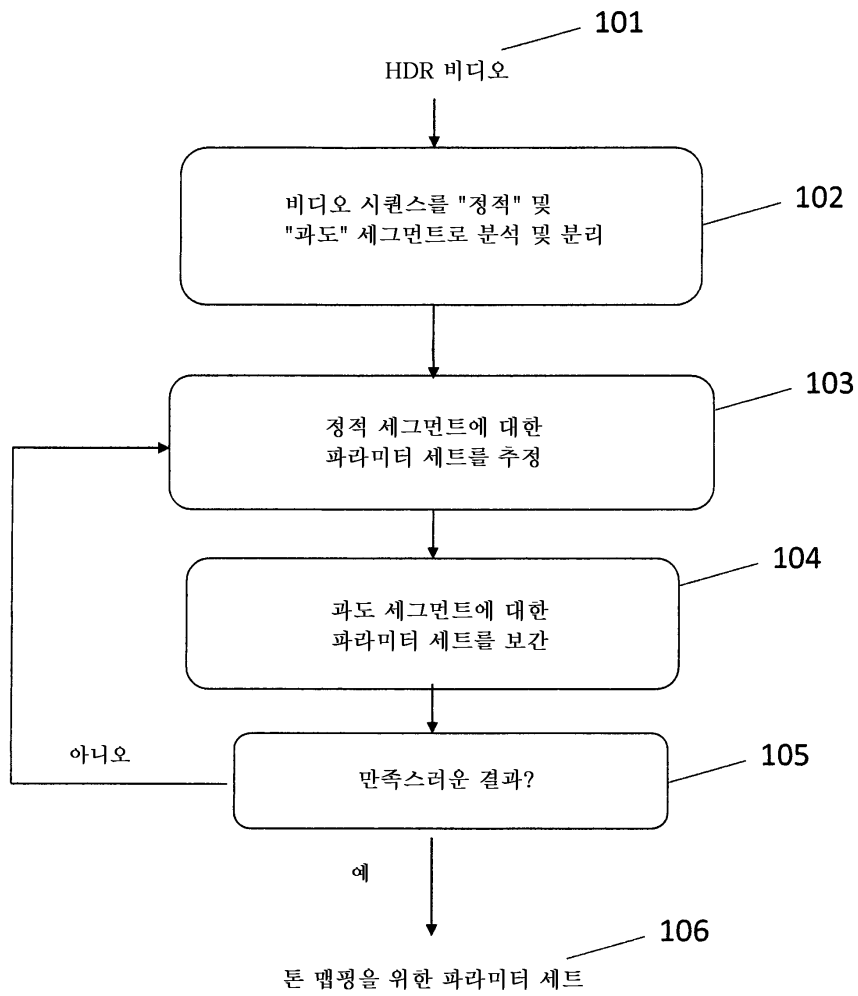 101
HDR 비디오
비디오 시퀀스를 "정적" 및
"과도" 세그먼트로 분석 및 분리
102
103
정적 세그먼트에 대한
파라미터 세트를 추정
104
과도 세그먼트에 대한
파라미터 세트를 보간
아니오
만족스러운 결과?
105
예
106
톤 맵핑을 위한 파라미터 세트